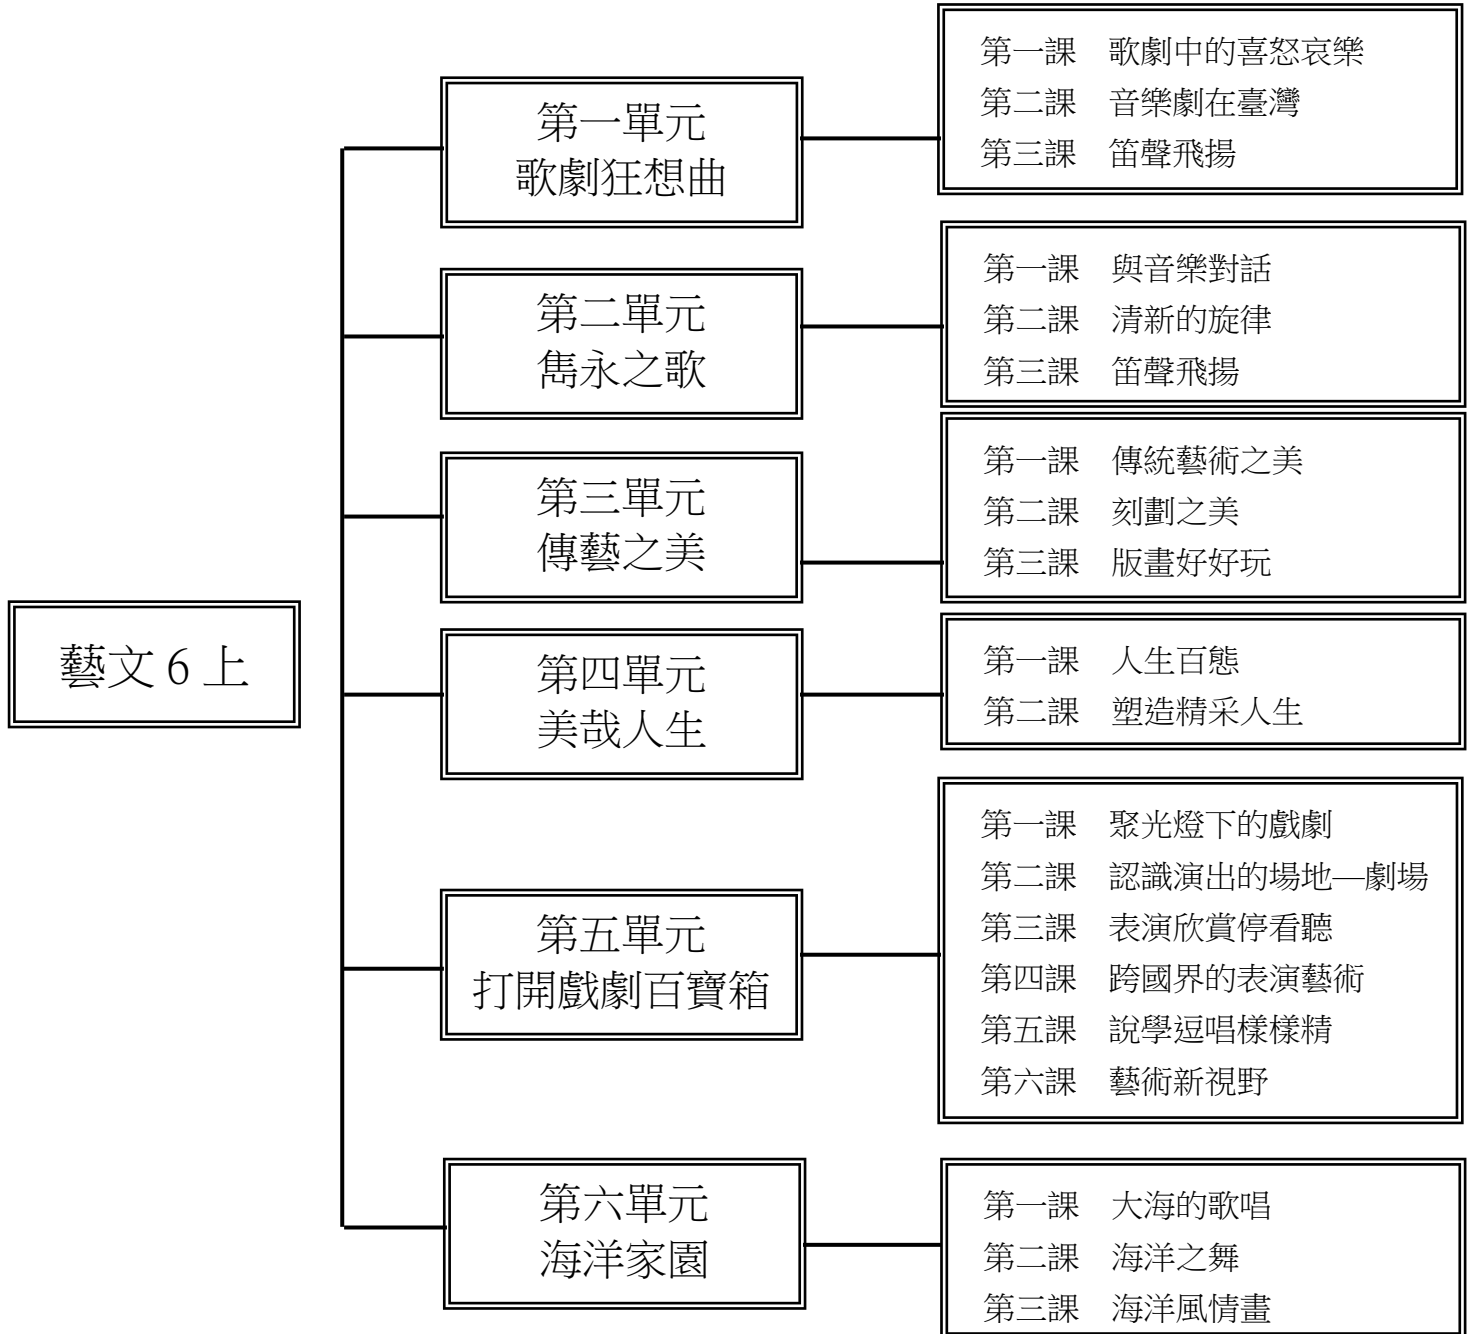 藝文6上
第一單元
歌劇狂想曲
第一課　歌劇中的喜怒哀樂
第二課　音樂劇在臺灣
第三課　笛聲飛揚
第二單元
雋永之歌
第一課　與音樂對話
第二課　清新的旋律
第三課　笛聲飛揚
第三單元
傳藝之美
第一課　傳統藝術之美
第二課　刻劃之美
第三課　版畫好好玩
第四單元
美哉人生
第一課　人生百態
第二課　塑造精采人生
第五單元
打開戲劇百寶箱
第一課　聚光燈下的戲劇
第二課　認識演出的場地—劇場
第三課　表演欣賞停看聽
第四課　跨國界的表演藝術
第五課　說學逗唱樣樣精
第六課　藝術新視野
第六單元
海洋家園
第一課　大海的歌唱
第二課　海洋之舞
第三課　海洋風情畫